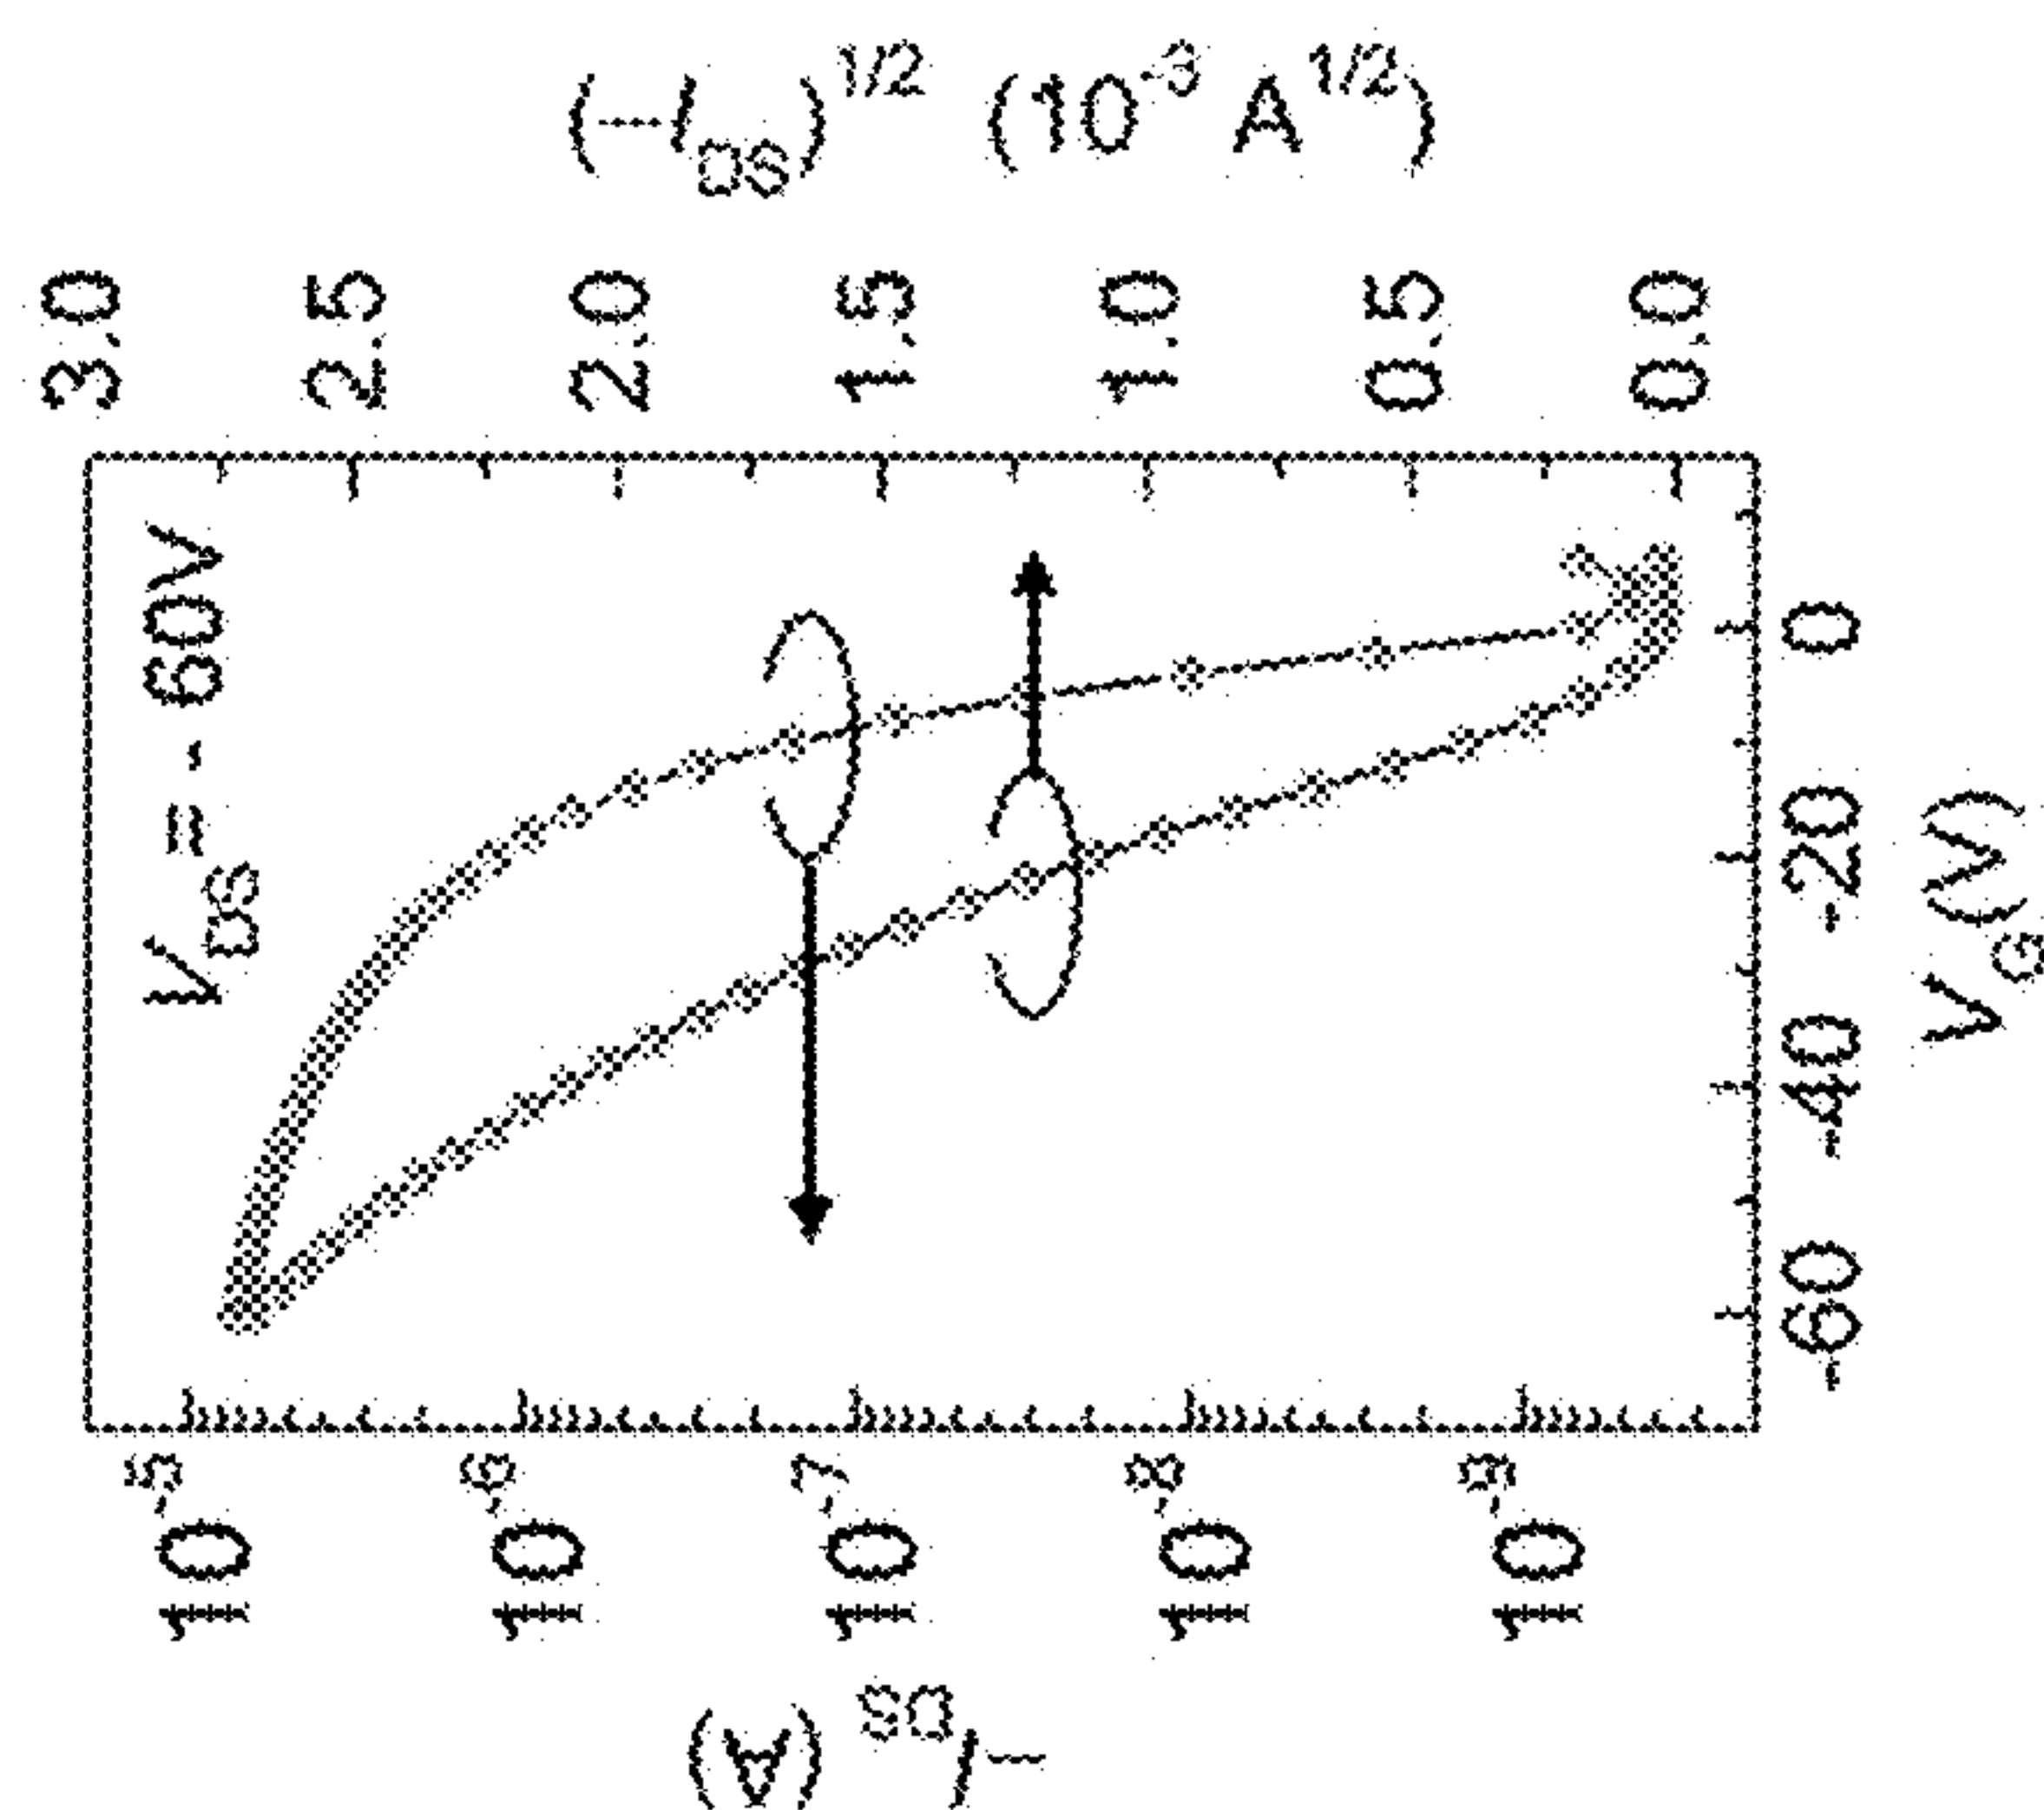 V_DS = - 60V
(–I_DS)^1/2 (10^-3 A^1/2)
3.0
2.5
2.0
1.5
1.0
0.5
0.0
10^-5
10^-6
10^-7
10^-8
10^-9
–I_DS (A)
-60 -40 -20 0
V_G (V)